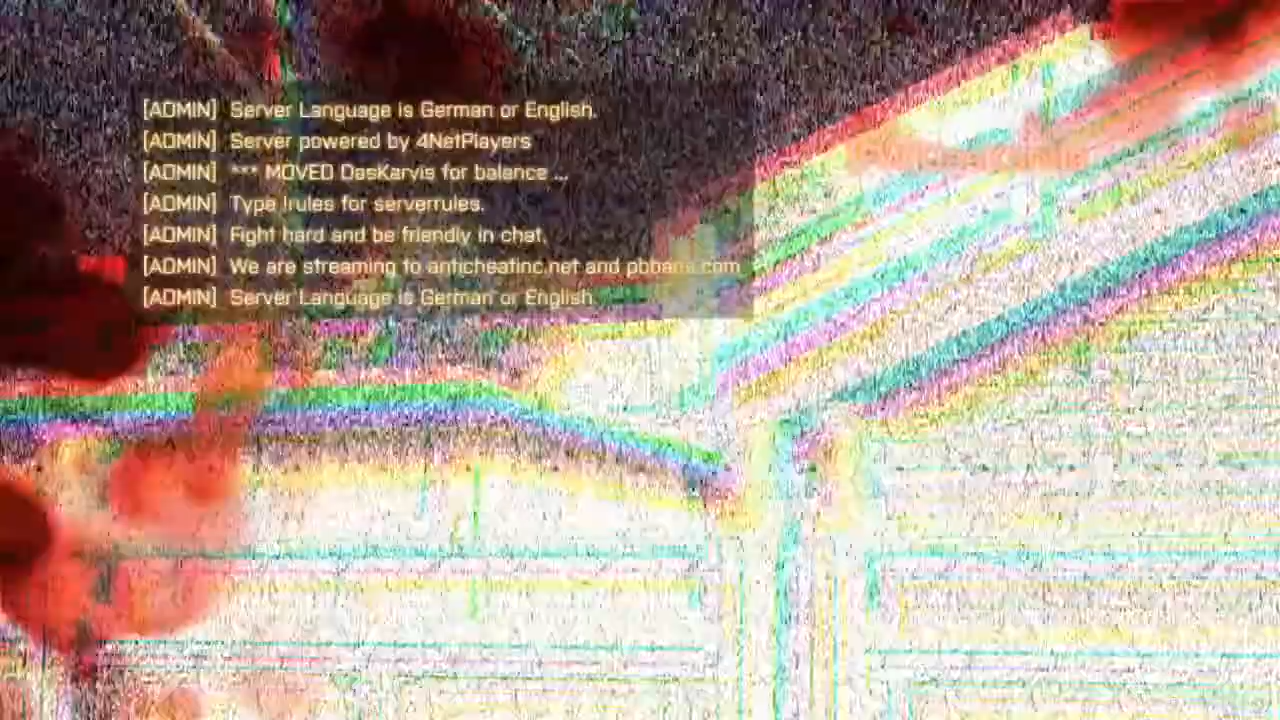 [ADMIN] Server Language is German or English.
[ADMIN] Server powered by 4NetPlayers
[ADMIN] *** MOVED DasKarvis for balance ...
[ADMIN] Type !rules for serverrules.
[ADMIN] Fight hard and be friendly in chat.
[ADMIN] We are streaming to anticheatinc.net and pbbans.com
[ADMIN] Server Language is German or English.